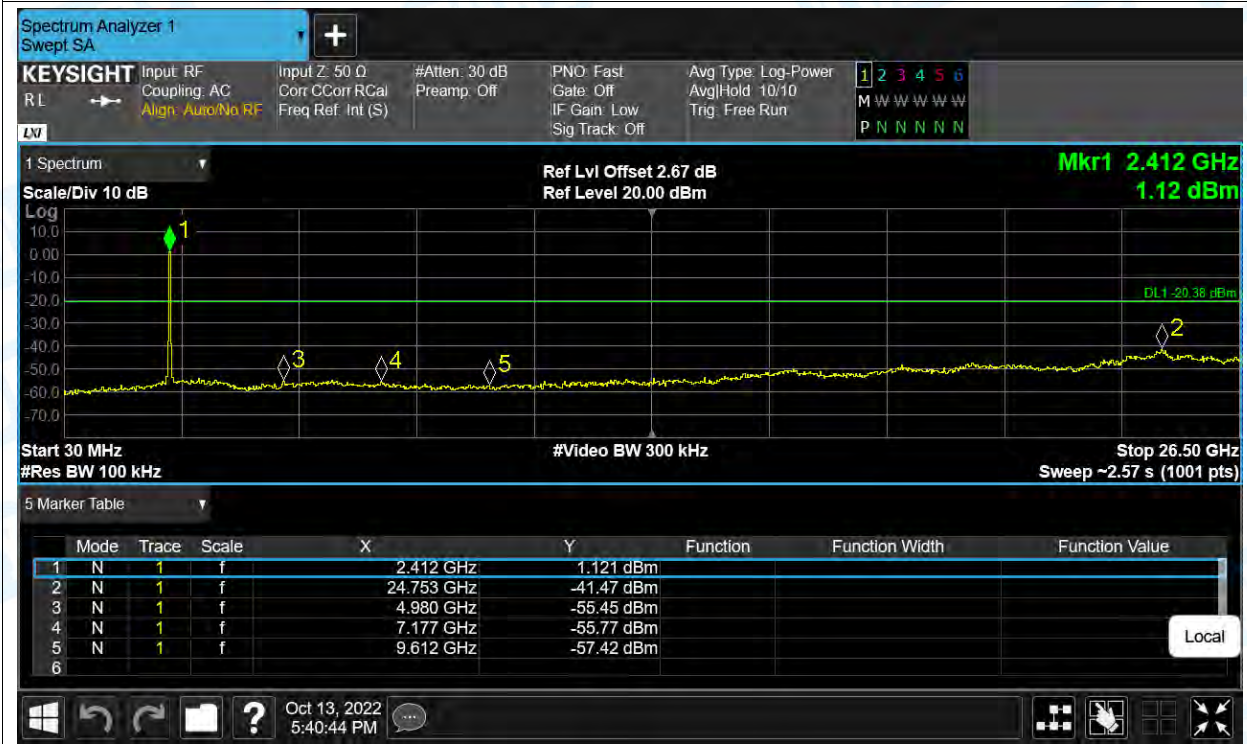 Spectrum Analyzer 1
Swept SA
KEYSIGHT Input: RF Input Z: 50 Ω #Atten: 30 dB PNO: Fast Avg Type: Log-Power 1 2 3 4 5 6
RL Coupling: AC Corr CCorr RCal Preamp: Off Gate: Off Avg|Hold: 10/10 M W W W W W W
Align: Auto/No RF Freq Ref: Int (S) IF Gain: Low Trig: Free Run
LXI Sig Track: Off P N N N N N N
1 Spectrum Ref Lvl Offset 2.67 dB Mkr1 2.412 GHz
Scale/Div 10 dB Ref Level 20.00 dBm 1.12 dBm
Log
10.0 1
0.00
-10.0
-20.0 DL1 -20.38 dBm
-30.0
-40.0 2
-50.0 3 4 5
-60.0
-70.0
Start 30 MHz #Video BW 300 kHz Stop 26.50 GHz
#Res BW 100 kHz Sweep ~2.57 s (1001 pts)
5 Marker Table
Mode Trace Scale X Y Function Function Width Function Value
1 N 1 f 2.412 GHz 1.121 dBm
2 N 1 f 24.753 GHz -41.47 dBm
3 N 1 f 4.980 GHz -55.45 dBm
4 N 1 f 7.177 GHz -55.77 dBm
5 N 1 f 9.612 GHz -57.42 dBm
6
Local
? Oct 13, 2022
5:40:44 PM